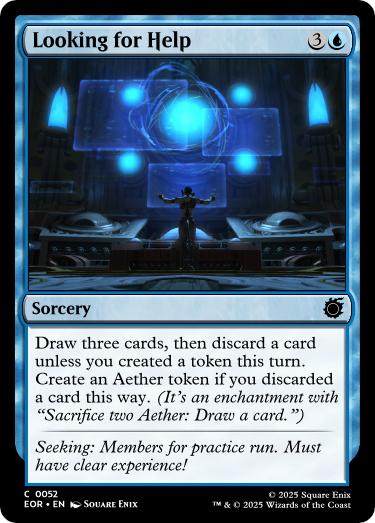 Looking for Help 3
Sorcery
Draw three cards, then discard a card
unless you created a token this turn.
Create an Aether token if you discarded
a card this way. (It's an enchantment with
“Sacrifice two Aether: Draw a card.”)
Seeking: Members for practice run. Must
have clear experience!
C 0052
EOR • EN Square Enix
© 2025 Square Enix
™ & © 2025 Wizards of the Coast